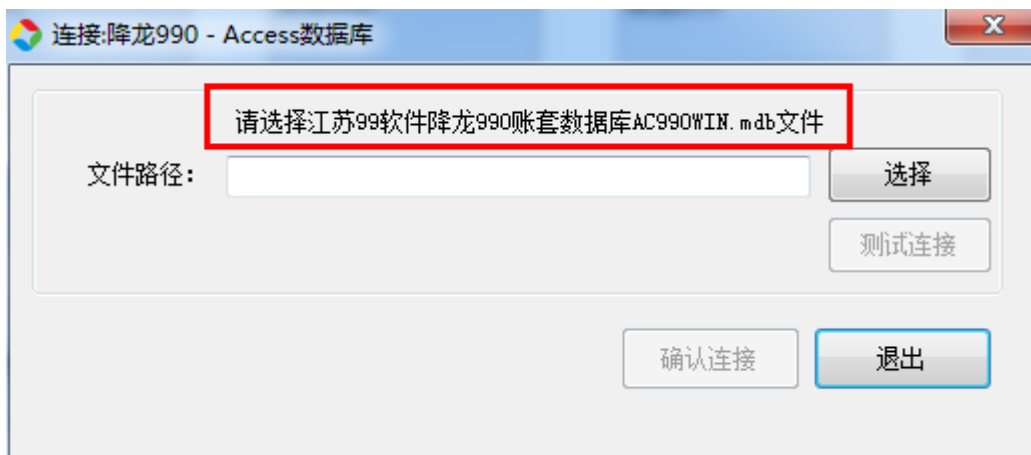 连接:降龙990 - Access数据库
请选择江苏99软件降龙990账套数据库AC990WIN.mdb文件
文件路径：
选择
测试连接
确认连接
退出